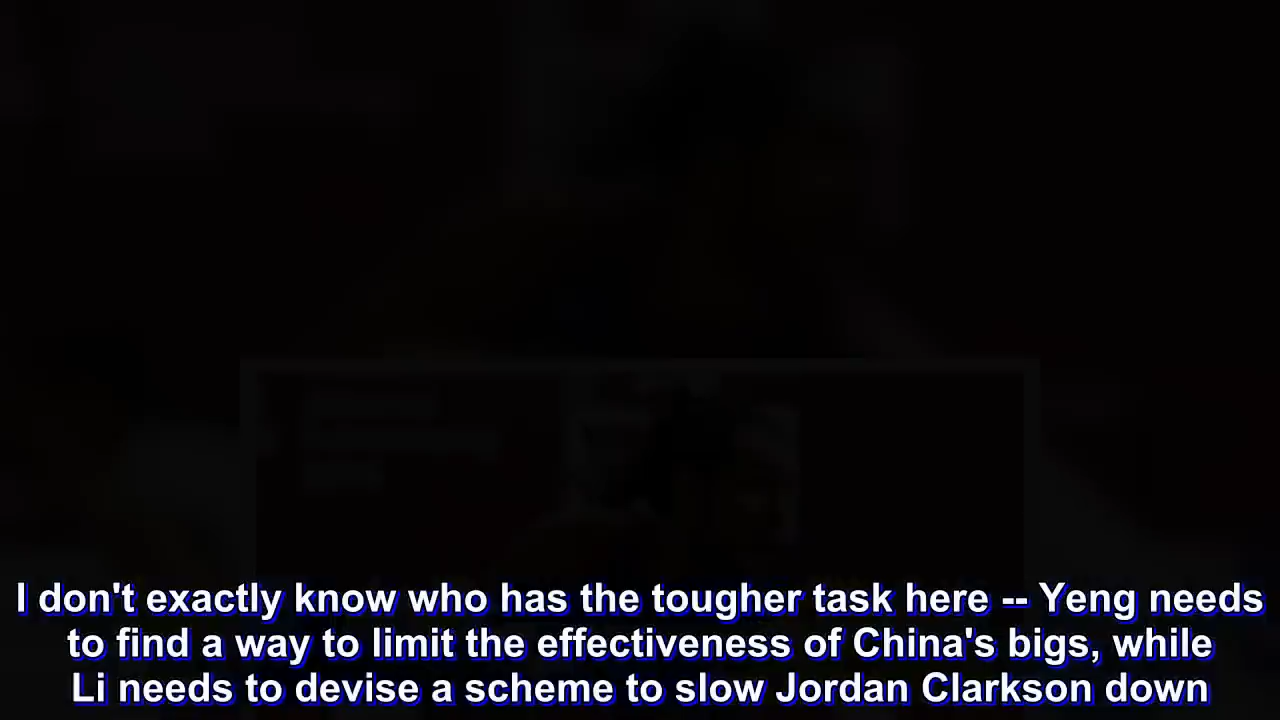 I don't exactly know who has the tougher task here -- Yeng needs
to find a way to limit the effectiveness of China's bigs, while
Li needs to devise a scheme to slow Jordan Clarkson down